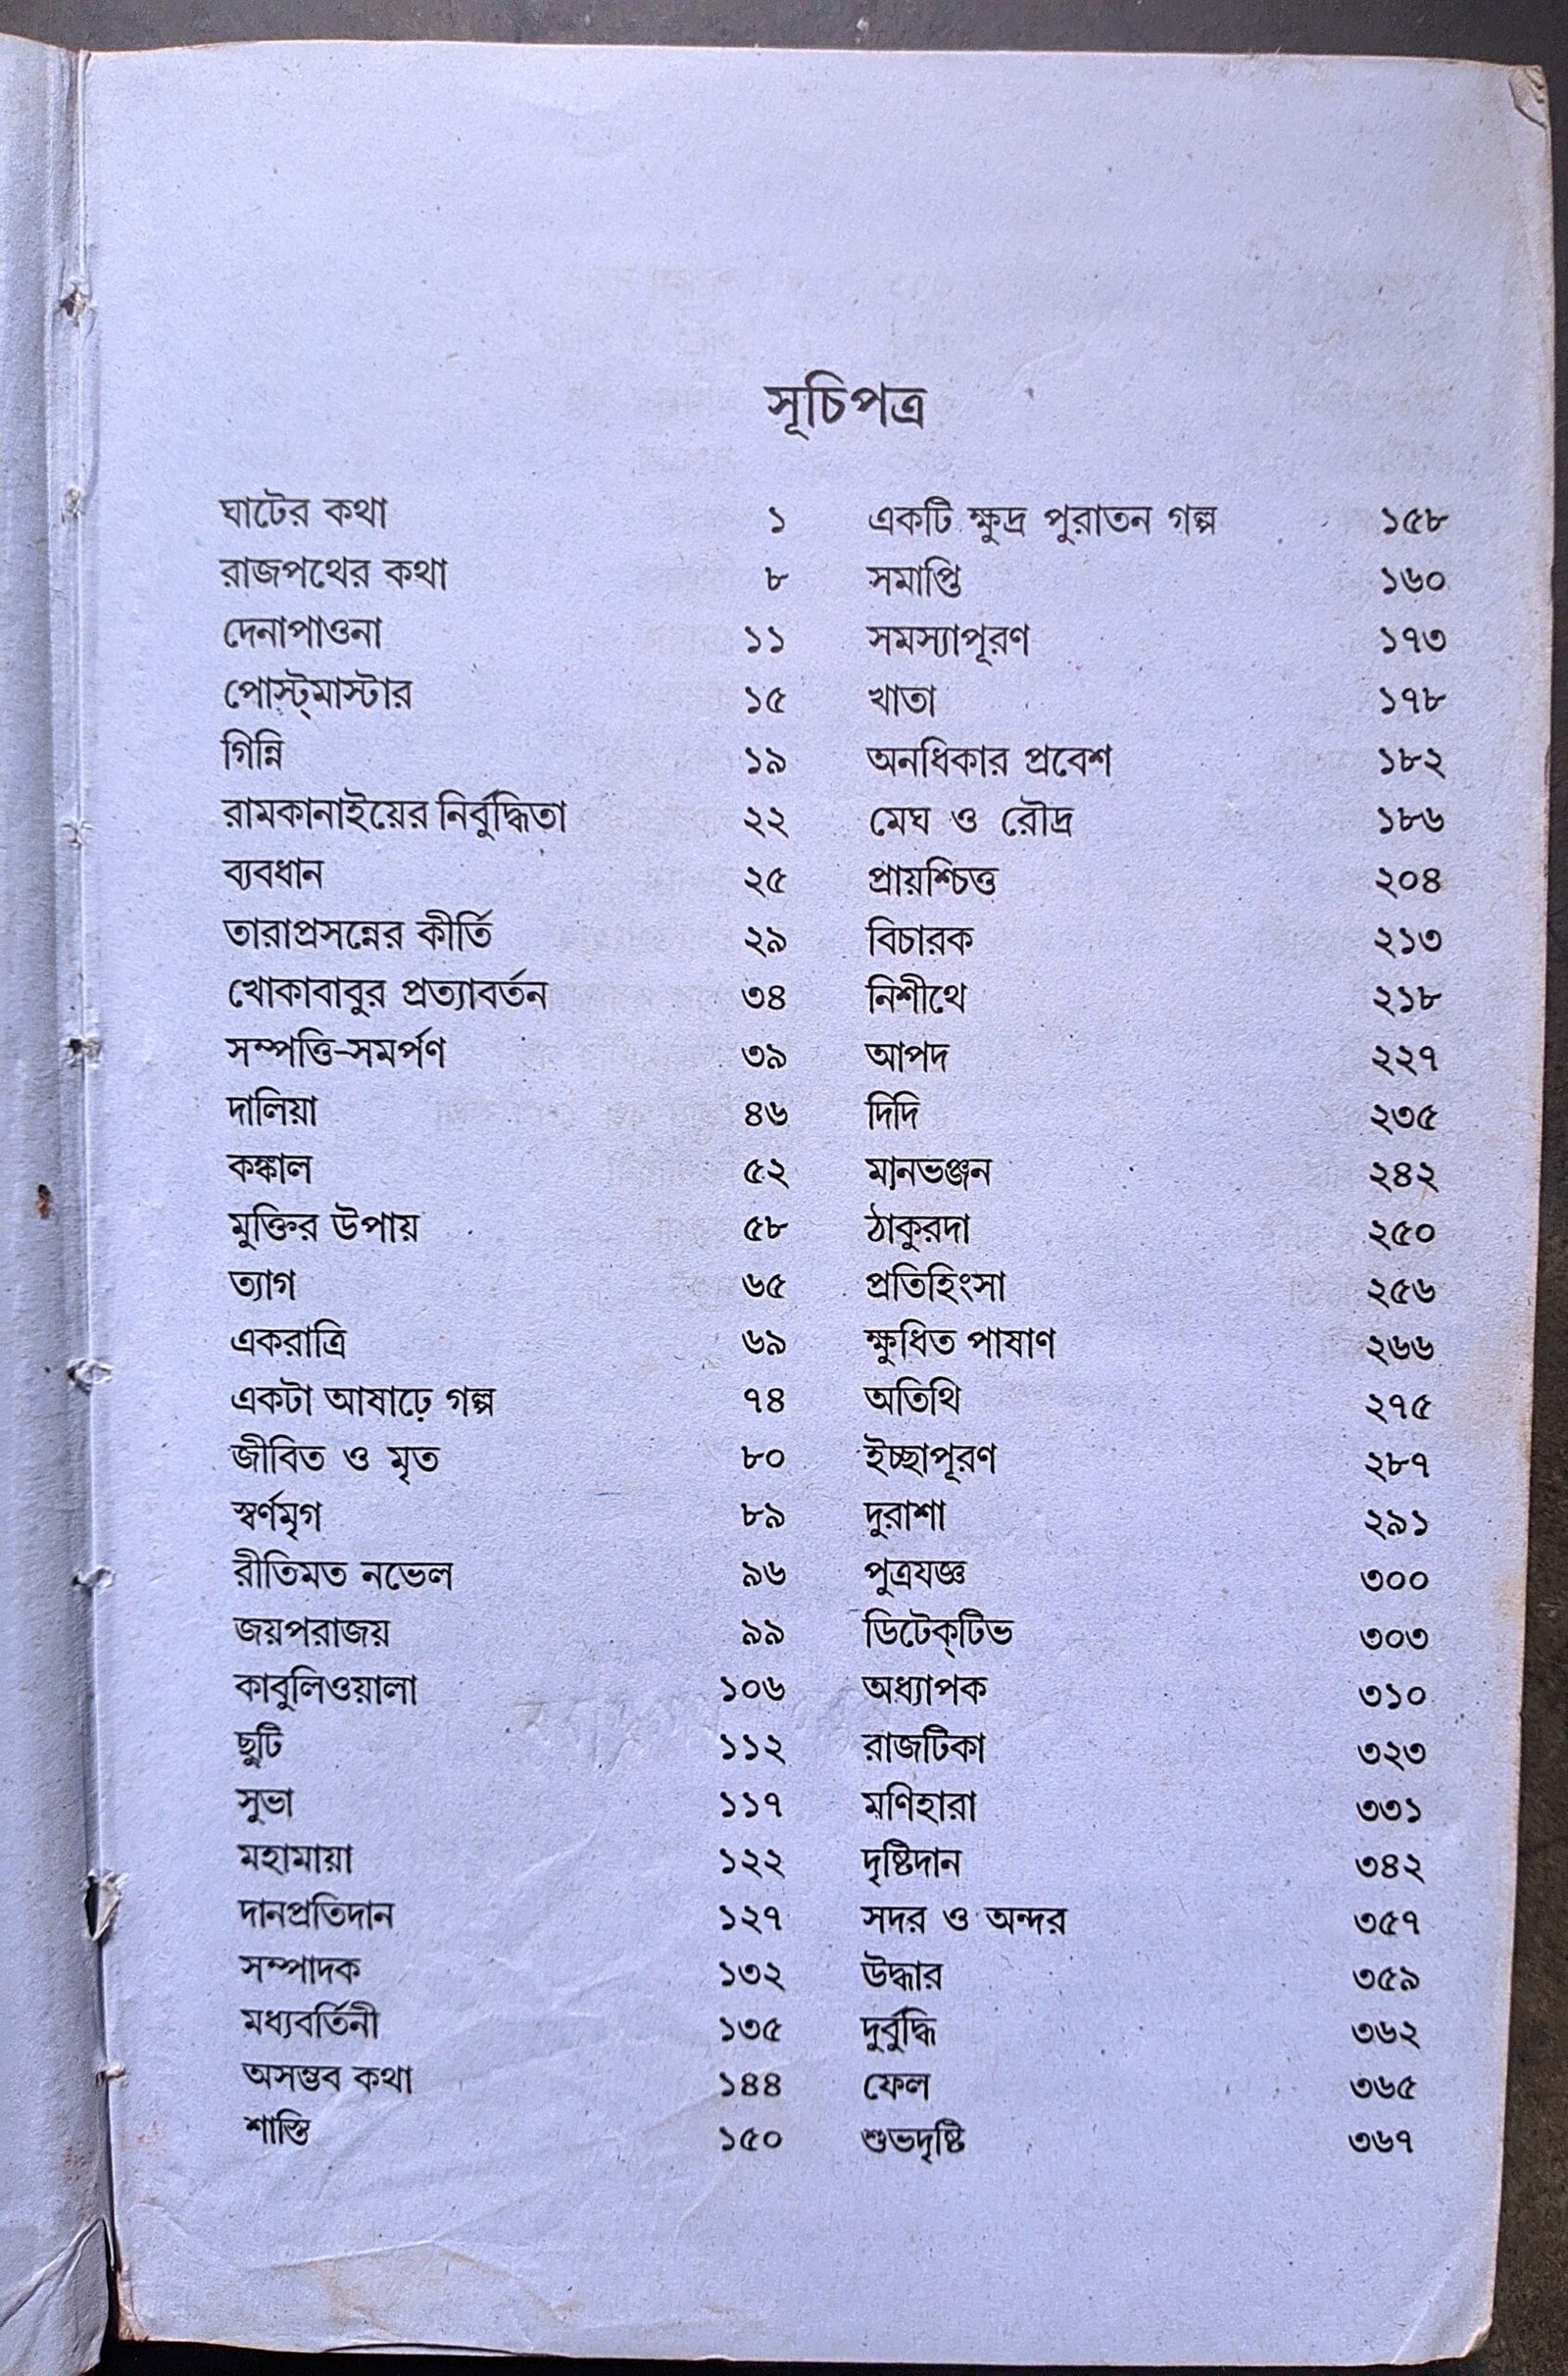 সূচিপত্র
ঘাটের কথা ১
রাজপথের কথা ৮
দেনাপাওনা ১১
পোস্ট্‌মাস্টার ১৫
গিন্নি ১৯
রামকানাইয়ের নির্বুদ্ধিতা ২২
ব্যবধান ২৫
তারাপ্রসন্নের কীর্তি ২৯
খোকাবাবুর প্রত্যাবর্তন ৩৪
সম্পত্তি-সমর্পণ ৩৯
দালিয়া ৪৬
কঙ্কাল ৫২
মুক্তির উপায় ৫৮
ত্যাগ ৬৫
একরাত্রি ৬৯
একটা আষাঢ়ে গল্প ৭৪
জীবিত ও মৃত ৮০
স্বর্ণমৃগ ৮৯
রীতিমত নভেল ৯৬
জয়পরাজয় ৯৯
কাবুলিওয়ালা ১০৬
ছুটি ১১২
সুভা ১১৭
মহামায়া ১২২
দানপ্রতিদান ১২৭
সম্পাদক ১৩২
মধ্যবর্তিনী ১৩৫
অসম্ভব কথা ১৪৪
শাস্তি ১৫০
একটি ক্ষুদ্র পুরাতন গল্প ১৫৮
সমাপ্তি ১৬০
সমস্যাপূরণ ১৭৩
খাতা ১৭৮
অনধিকার প্রবেশ ১৮২
মেঘ ও রৌদ্র ১৮৬
প্রায়শ্চিত্ত ২০৪
বিচারক ২১৩
নিশীথে ২১৮
আপদ ২২৭
দিদি ২৩৫
মানভঞ্জন ২৪২
ঠাকুরদা ২৫০
প্রতিহিংসা ২৫৬
ক্ষুধিত পাষাণ ২৬৬
অতিথি ২৭৫
ইচ্ছাপূরণ ২৮৭
দুরাশা ২৯১
পুত্রযজ্ঞ ৩০০
ডিটেক্‌টিভ ৩০৩
অধ্যাপক ৩১০
রাজটিকা ৩২৩
মণিহারা ৩৩১
দৃষ্টিদান ৩৪২
সদর ও অন্দর ৩৫৭
উদ্ধার ৩৫৯
দুর্বুদ্ধি ৩৬২
ফেল ৩৬৫
শুভদৃষ্টি ৩৬৭